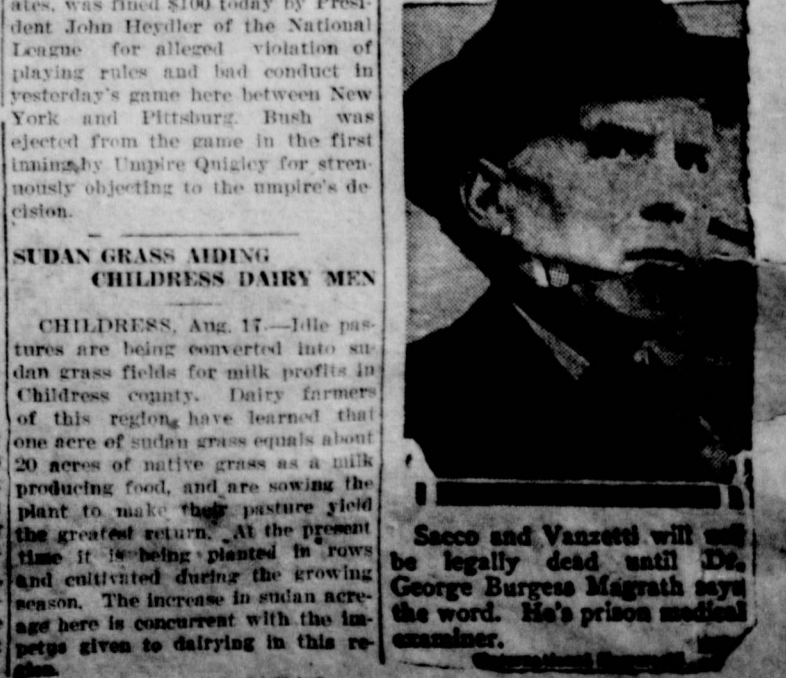 ates, was fined $100 today by Presi-
dent John Heydler of the National
League for alleged violation of
playing rules and bad conduct in
yesterday's game here between New
York and Pittsburg. Bush was
ejected from the game in the first
inning by Umpire Quigley for stren-
uously objecting to the umpire's de-
cision.
SUDAN GRASS AIDING
CHILDRESS DAIRY MEN
CHILDRESS, Aug. 17.—Idle pas-
tures are being converted into su-
dan grass fields for milk profits in
Childress county. Dairy farmers
of this region have learned that
one acre of sudan grass equals about
20 acres of native grass as a milk
producing food, and are sowing the
plant to make their pasture yield
the greatest return. At the present
time it is being planted in rows
and cultivated during the growing
season. The increase in sudan acre-
age here is concurrent with the im-
petus given to dairying in this re-
gion.
Sacco and Vanzetti will not
be legally dead until Dr.
George Burgess Magrath says
the word. He's prison medical
examiner.